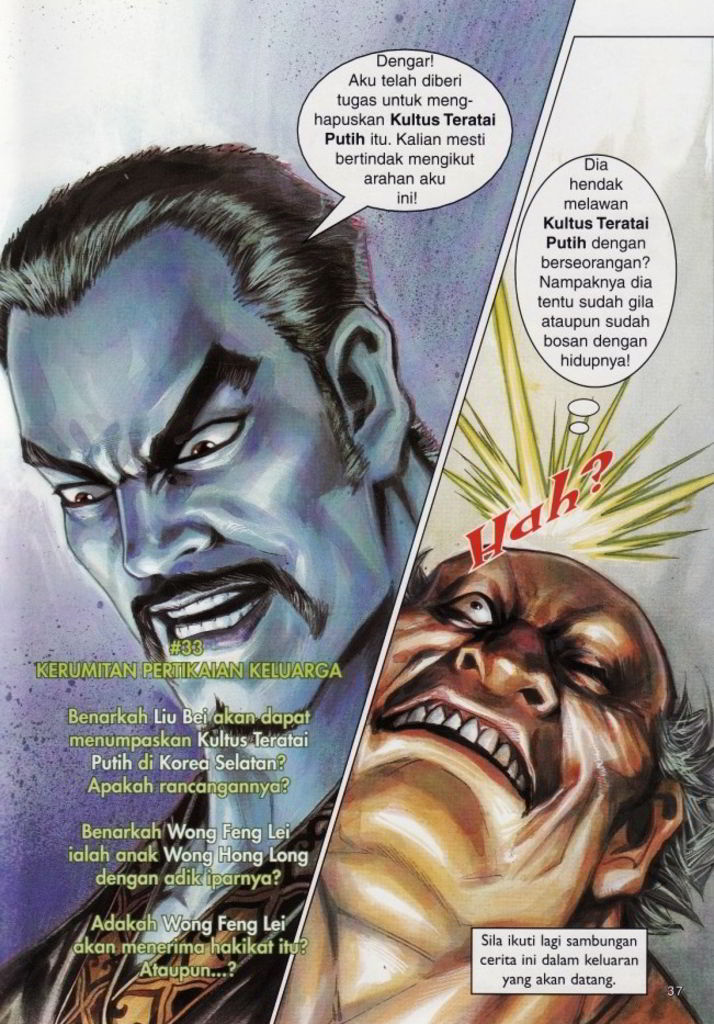 Dengar!
Aku telah diberi
tugas untuk meng-
hapuskan Kultus Teratai
Putih itu. Kalian mesti
bertindak mengikut
arahan aku
ini!
Dia
hendak
melawan
Kultus Teratai
Putih dengan
berseorangan?
Nampaknya dia
tentu sudah gila
ataupun sudah
bosan dengan
hidupnya!
Hah?
#33
KERUMITAN PERTIKAIAN KELUARGA
Benarkah Liu Bei akan dapat
menumpaskan Kultus Teratai
Putih di Korea Selatan?
Apakah rancangannya?
Benarkah Wong Feng Lei
ialah anak Wong Hong Long
dengan adik iparnya?
Adakah Wong Feng Lei
akan menerima hakikat itu?
Ataupun...?
Sila ikuti lagi sambungan
cerita ini dalam keluaran
yang akan datang.
37